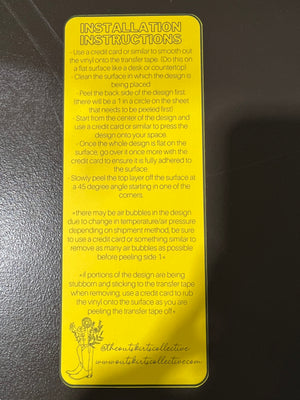 INSTALLATION
INSTRUCTIONS
- Use a credit card or similar to smooth out
the vinyl onto the transfer tape. (Do this on
a flat surface like a desk or countertop)
- Clean the surface in which the design is
being placed
- Peel the back side of the design first.
(there will be a 1 in a circle on the sheet
that needs to be peeled first)
- Start from the center of the design and
use a credit card or similar to press the
design onto your space.
- Once the whole design is flat on the
surface, go over it once more with the
credit card to ensure it is fully adhered to
the surface.
- Slowly peel the top layer off the surface at
a 45 degree angle starting in one of the
corners.
*there may be air bubbles in the design
due to change in temperature/air pressure
depending on shipment method, be sure
to use a credit card or something similar to
remove as many air bubbles as possible
before peeling side 1*
*if portions of the design are being
stubborn and sticking to the transfer tape
when removing, use a credit card to rub
the vinyl onto the surface as you are
peeling the transfer tape off*
@theoutskirtscollective
www.outskirtscollective.com